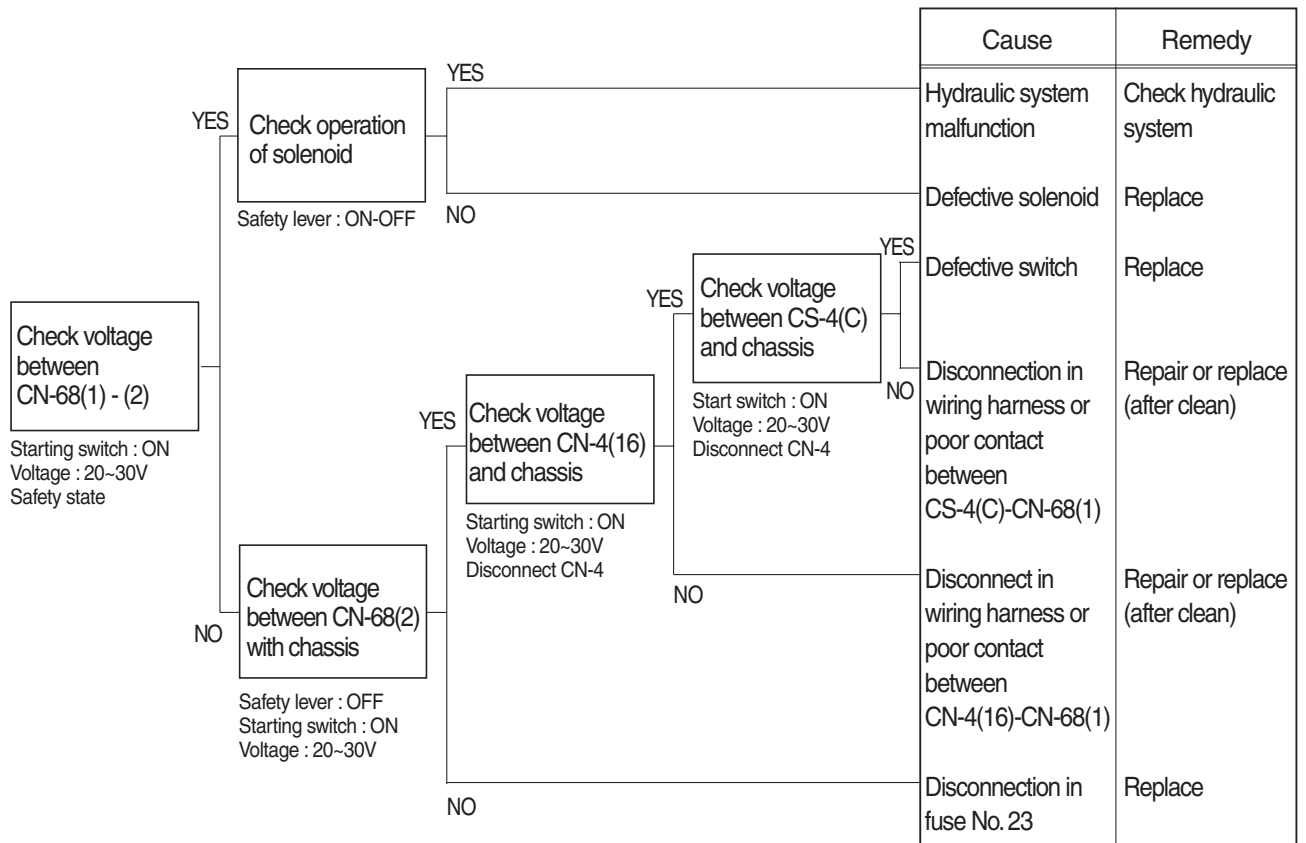 Cause
Remedy
YES
Hydraulic system
malfunction
Check hydraulic
system
YES
Check operation
of solenoid
Safety lever : ON-OFF
NO
Defective solenoid
Replace
YES
Defective switch
Replace
YES
Check voltage
between CS-4(C)
and chassis
NO
Start switch : ON
Voltage : 20~30V
Disconnect CN-4
Disconnection in
wiring harness or
poor contact
between
CS-4(C)-CN-68(1)
Repair or replace
(after clean)
Check voltage
between
CN-68(1) - (2)
Starting switch : ON
Voltage : 20~30V
Safety state
YES
Check voltage
between CN-4(16)
and chassis
Starting switch : ON
Voltage : 20~30V
Disconnect CN-4
NO
Disconnect in
wiring harness or
poor contact
between
CN-4(16)-CN-68(1)
Repair or replace
(after clean)
NO
Check voltage
between CN-68(2)
with chassis
Safety lever : OFF
Starting switch : ON
Voltage : 20~30V
NO
Disconnection in
fuse No. 23
Replace